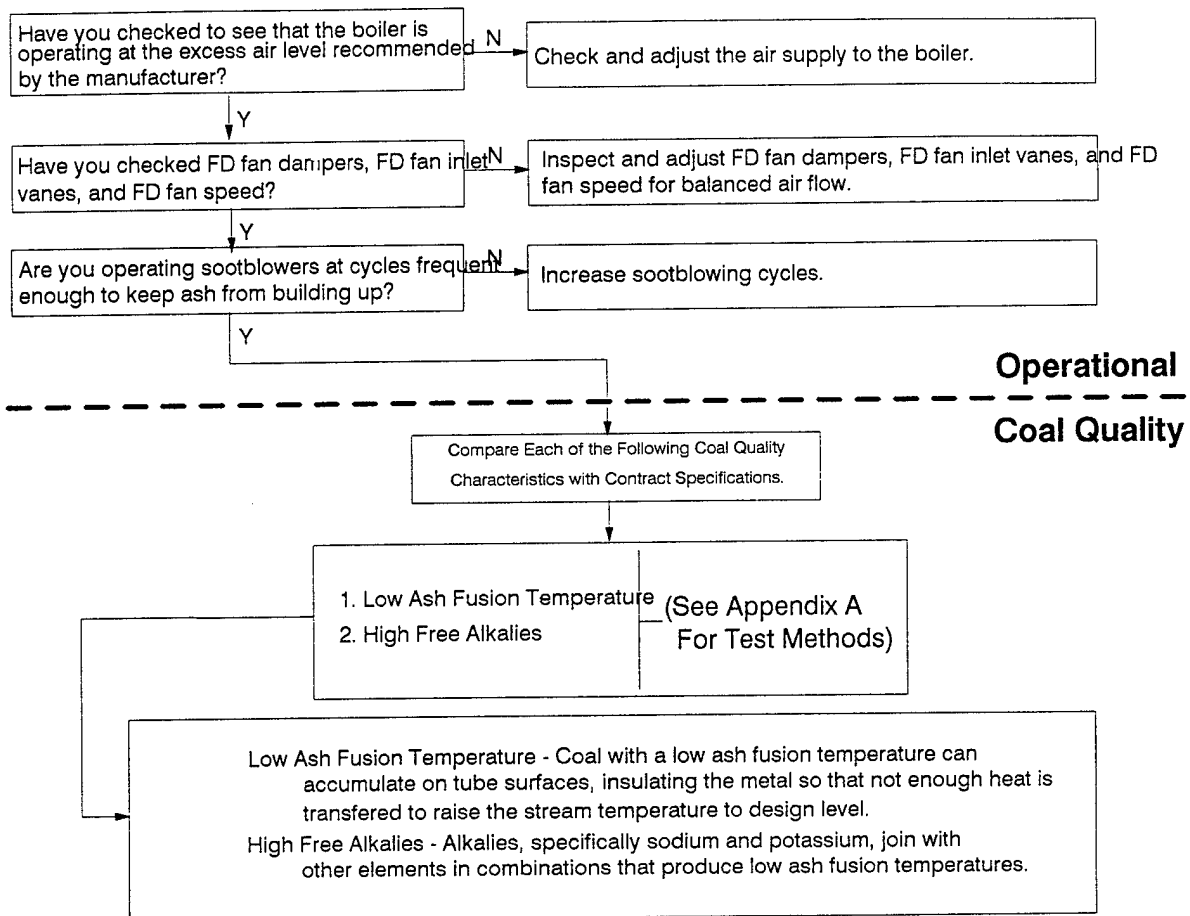 Have you checked to see that the boiler is
operating at the excess air level recommended
by the manufacturer?
N
Check and adjust the air supply to the boiler.
Y
Have you checked FD fan dampers, FD fan inlet
vanes, and FD fan speed?
N
Inspect and adjust FD fan dampers, FD fan inlet vanes, and FD
fan speed for balanced air flow.
Y
Are you operating sootblowers at cycles frequent
enough to keep ash from building up?
N
Increase sootblowing cycles.
Y
Operational
Coal Quality
Compare Each of the Following Coal Quality
Characteristics with Contract Specifications.
1. Low Ash Fusion Temperature
2. High Free Alkalies
(See Appendix A
For Test Methods)
Low Ash Fusion Temperature - Coal with a low ash fusion temperature can
accumulate on tube surfaces, insulating the metal so that not enough heat is
transfered to raise the stream temperature to design level.
High Free Alkalies - Alkalies, specifically sodium and potassium, join with
other elements in combinations that produce low ash fusion temperatures.